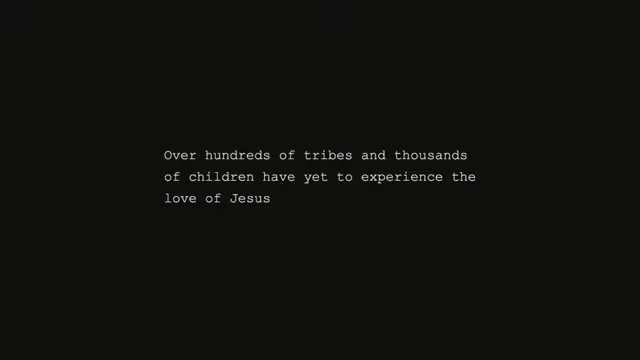 Over hundreds of tribes and thousands
of children have yet to experience the
love of Jesus